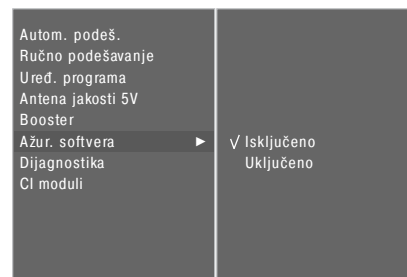 Autom. podeš.
Ručno podešavanje
Uređ. programa
Antena jakosti 5V
Booster
Ažur. softvera ►
Dijagnostika
CI moduli
√ Isključeno
Uključeno